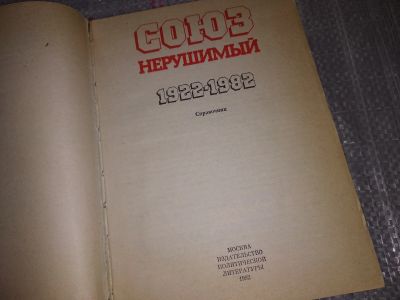 СОЮЗ
НЕРУШИМЫЙ
1922·1982
Справочник
МОСКВА
ИЗДАТЕЛЬСТВО
ПОЛИТИЧЕСКОЙ
ЛИТЕРАТУРЫ
1982